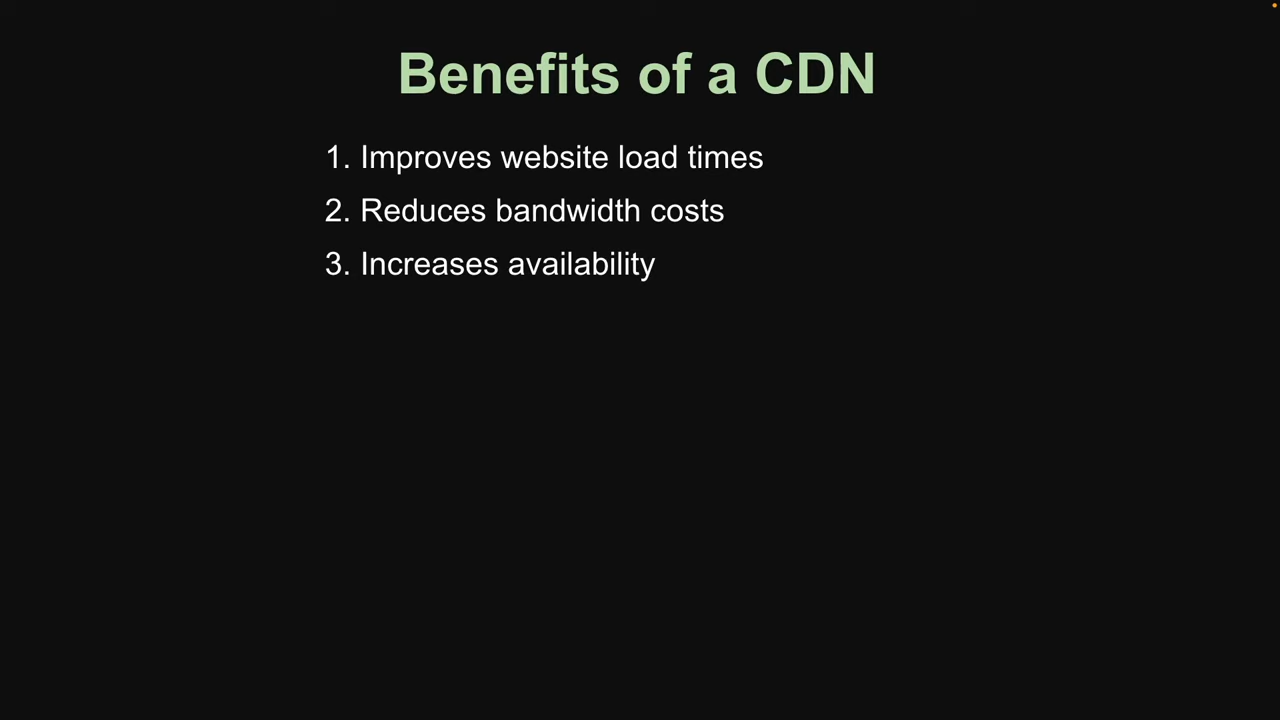 Benefits of a CDN
1. Improves website load times
2. Reduces bandwidth costs
3. Increases availability